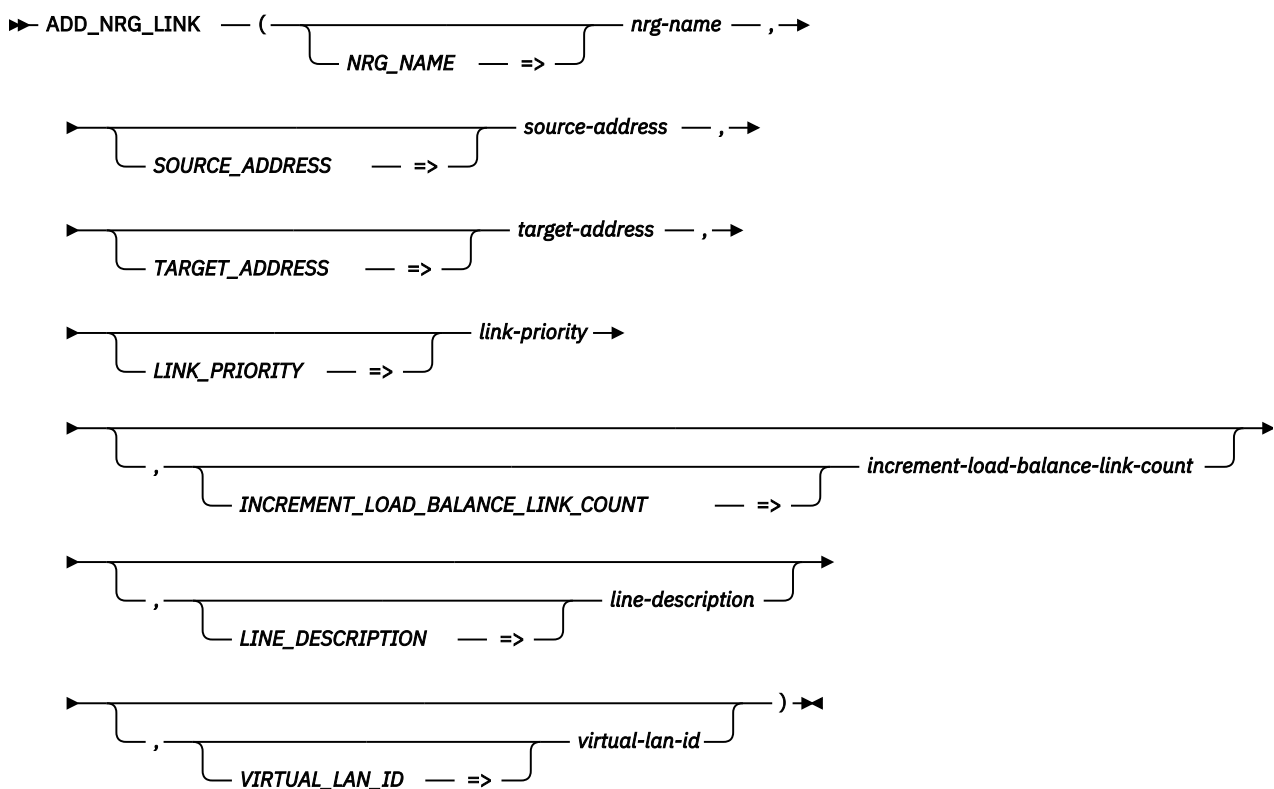 ADD_NRG_LINK ( nrg-name ,
NRG_NAME =>
source-address ,
SOURCE_ADDRESS =>
target-address ,
TARGET_ADDRESS =>
link-priority
LINK_PRIORITY =>
, increment-load-balance-link-count
INCREMENT_LOAD_BALANCE_LINK_COUNT =>
, line-description
LINE_DESCRIPTION =>
)
, virtual-lan-id
VIRTUAL_LAN_ID =>